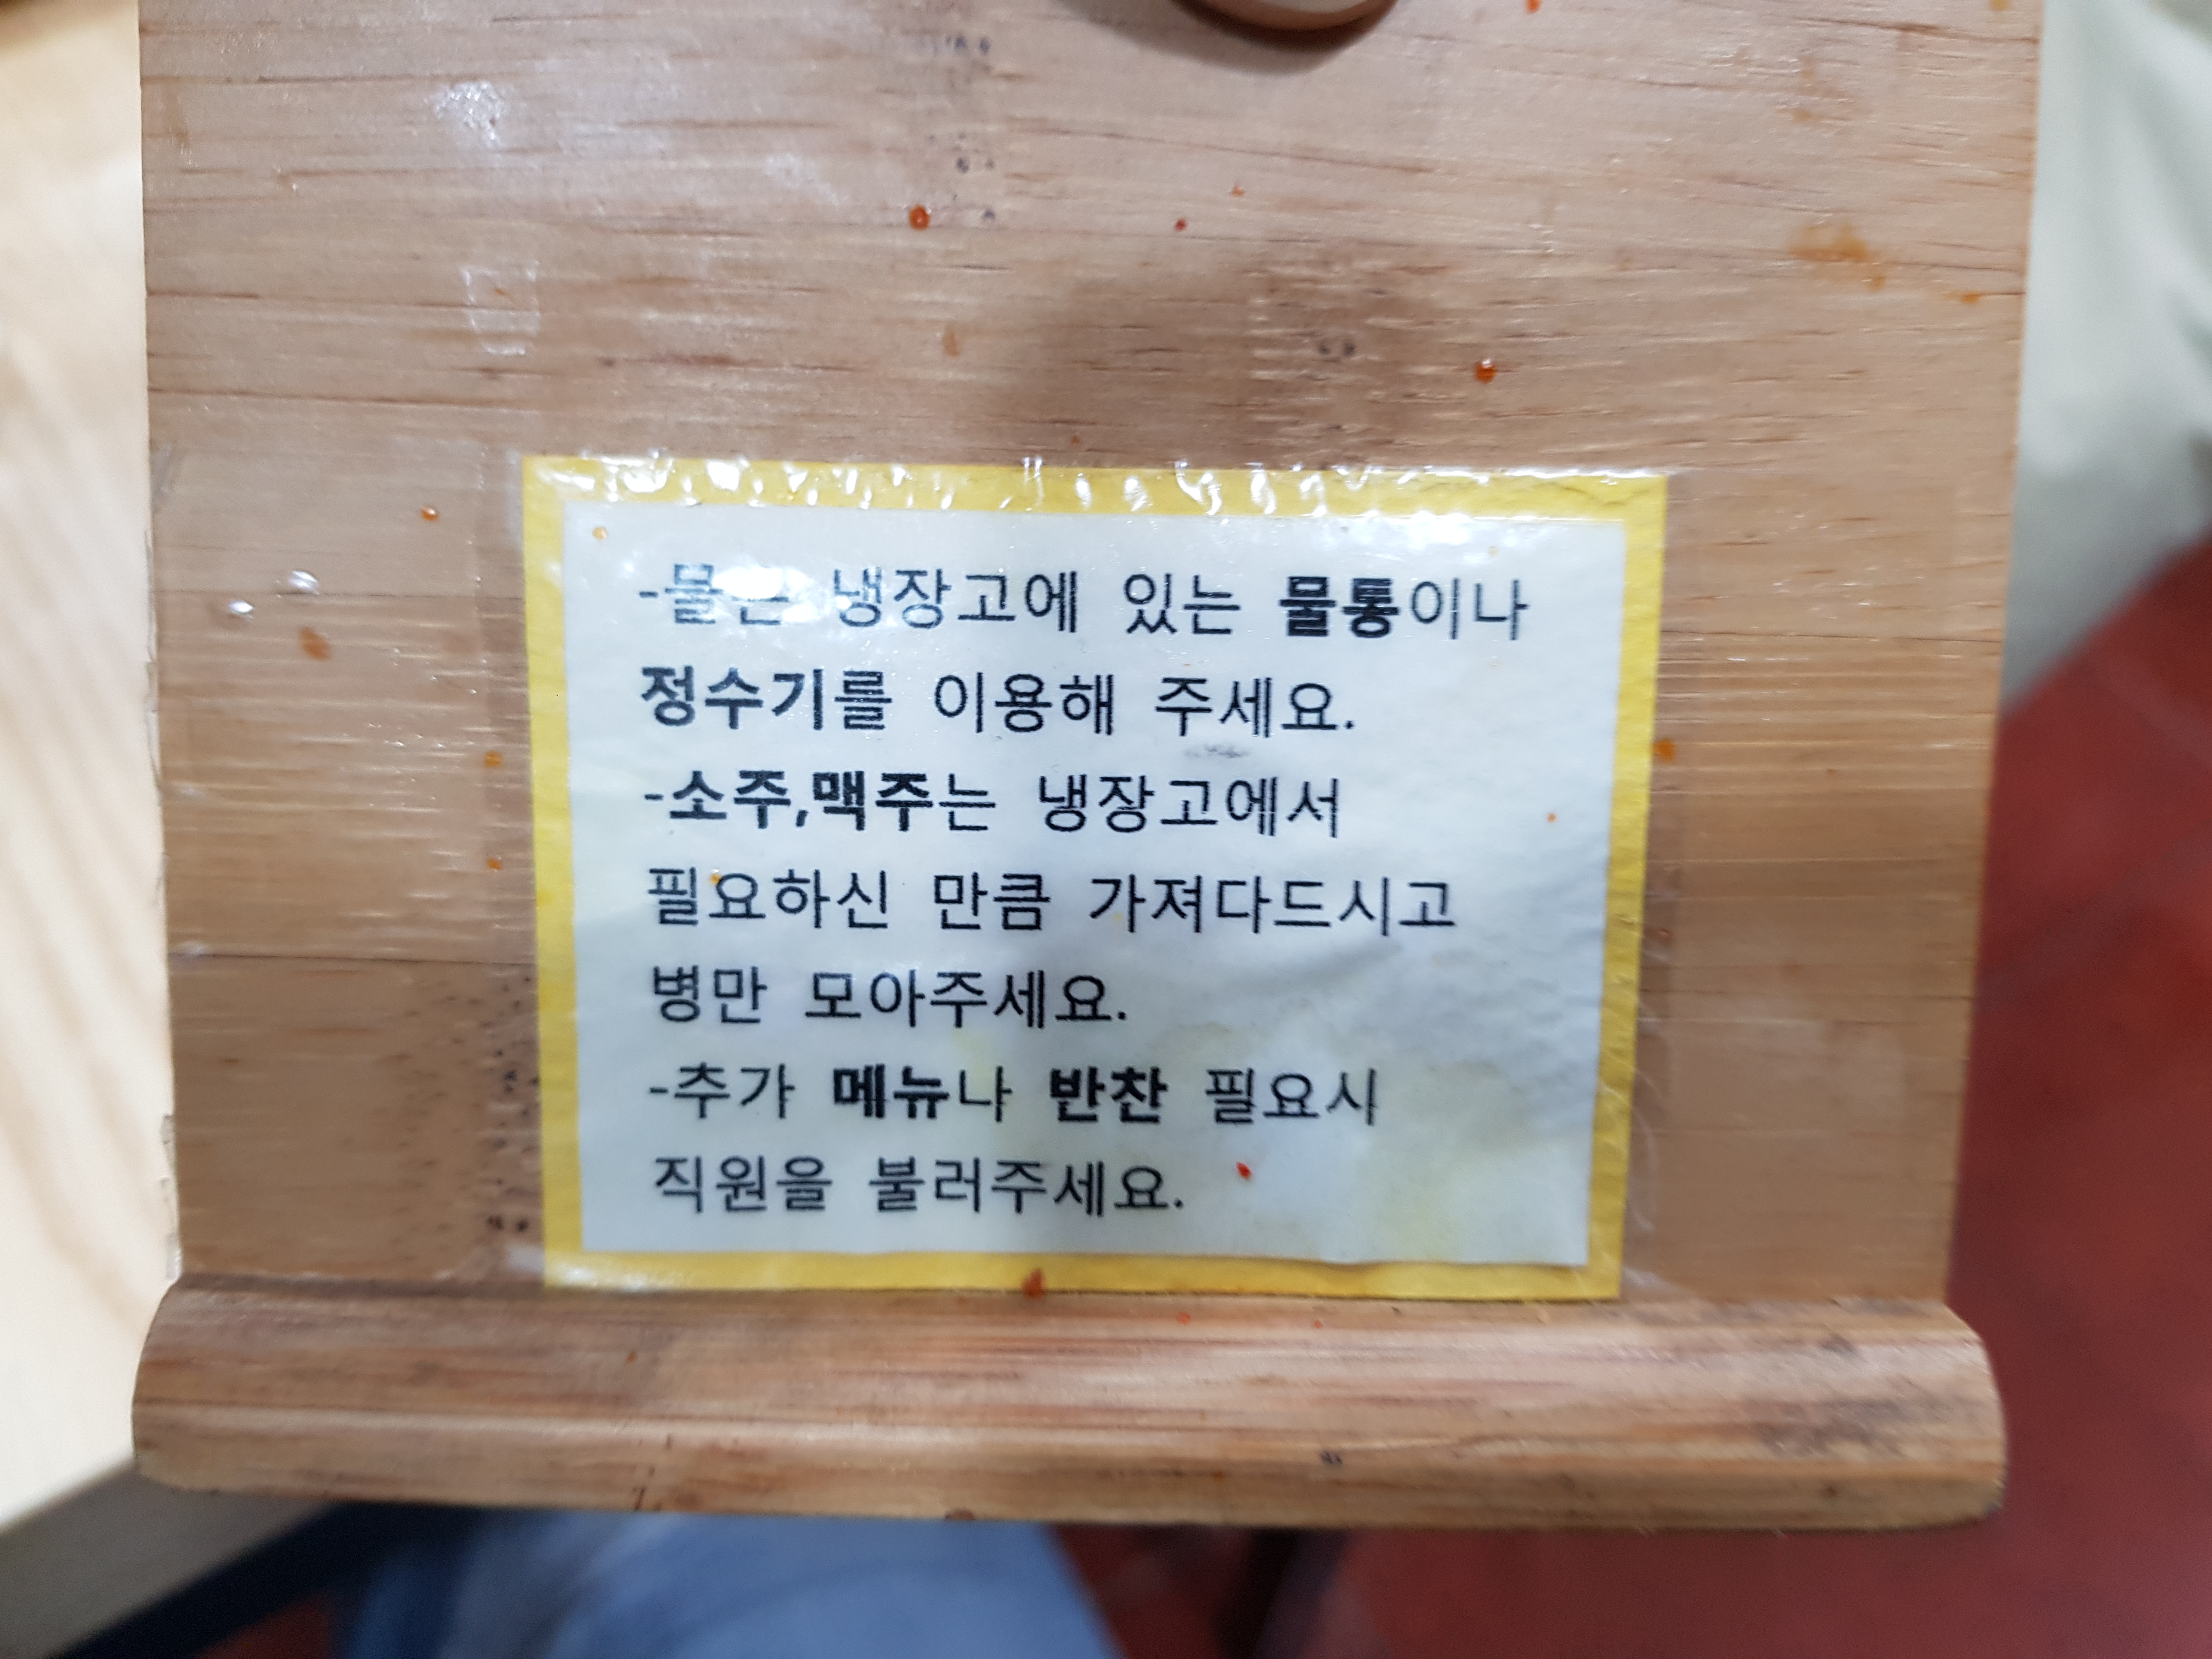 -물은 냉장고에 있는 물통이나
정수기를 이용해 주세요.
-소주,맥주는 냉장고에서
필요하신 만큼 가져다드시고
병만 모아주세요.
-추가 메뉴나 반찬 필요시
직원을 불러주세요.